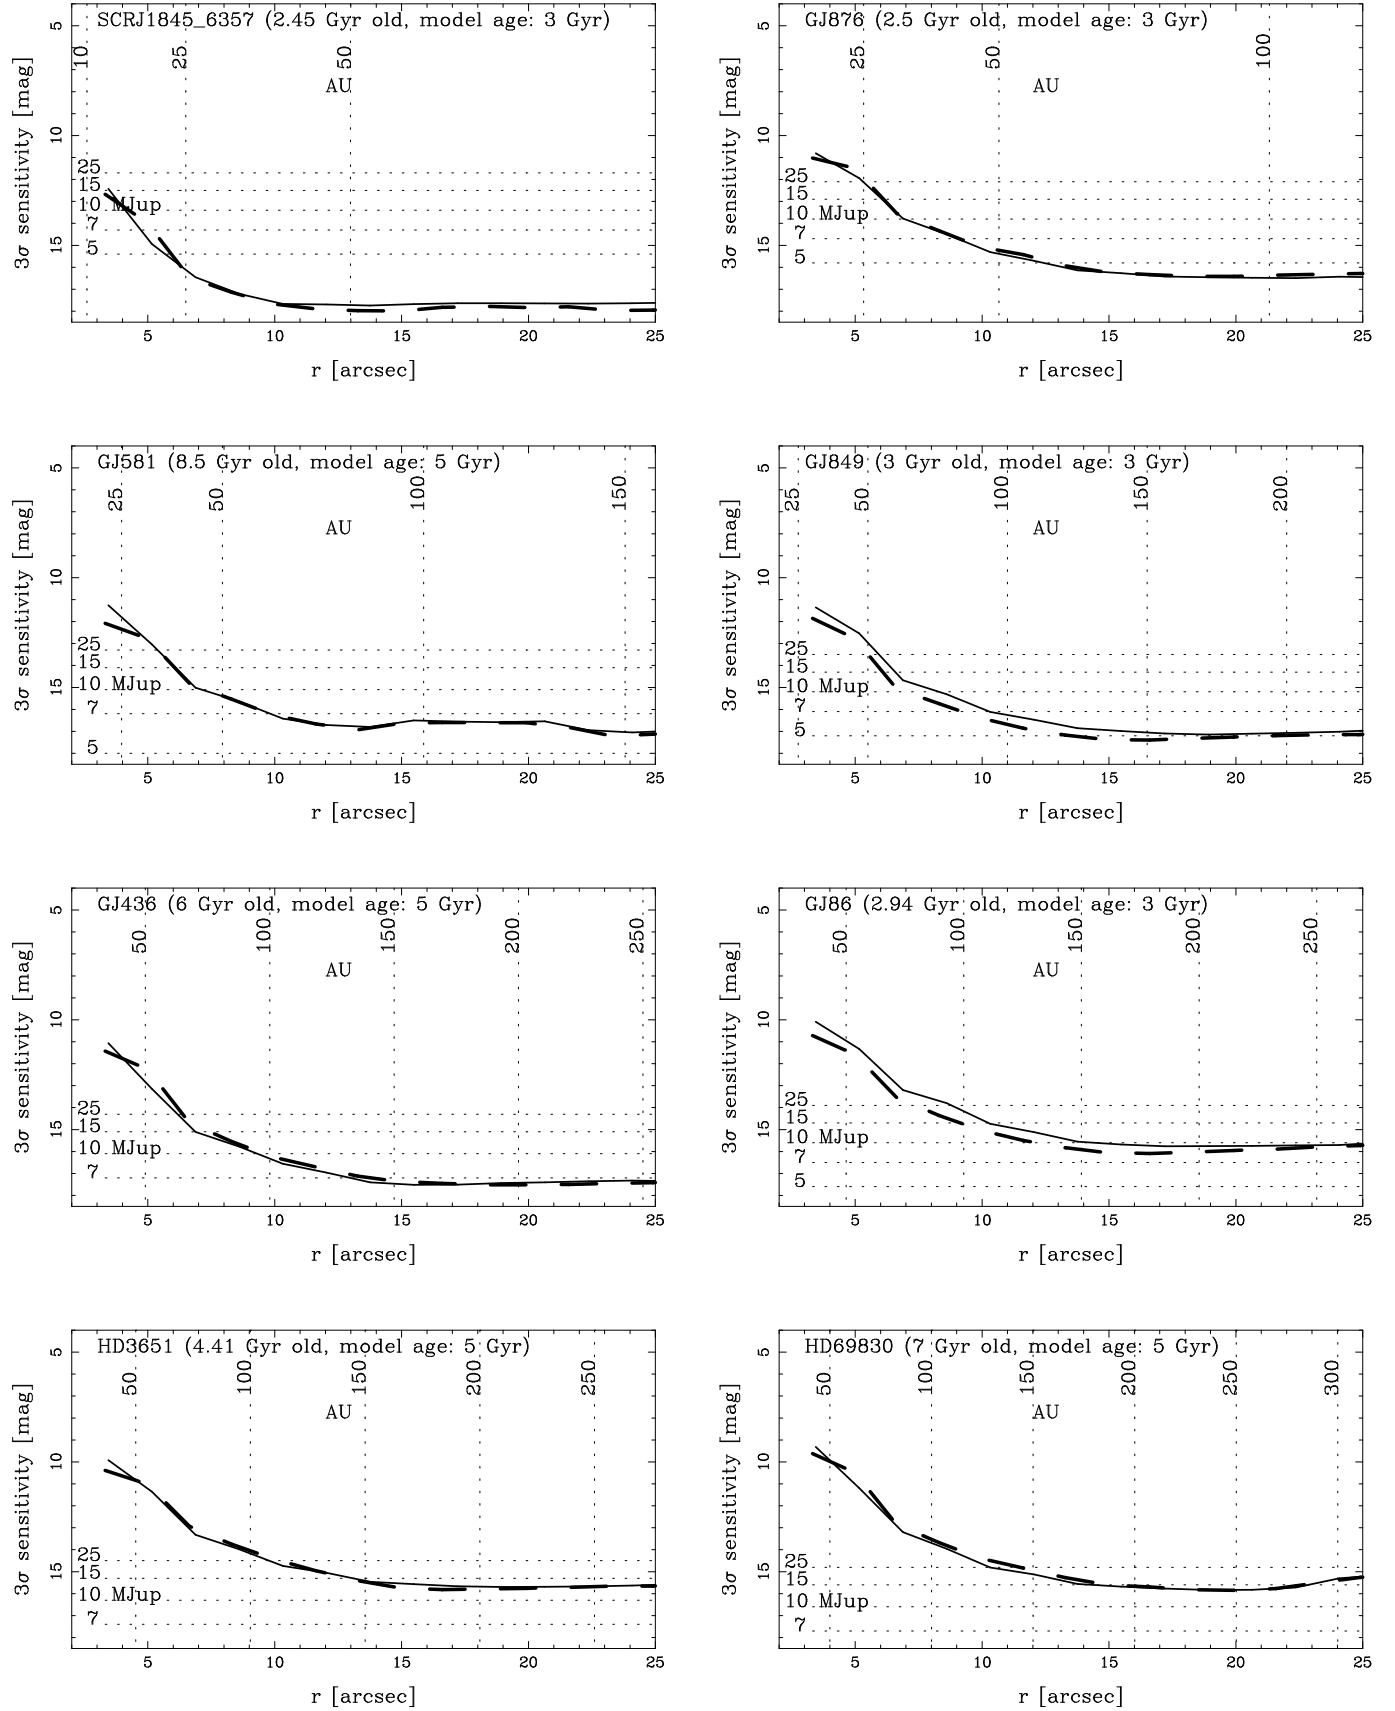 SCRJ1845_6357 (2.45 Gyr old, model age: 3 Gyr)
10 25 50
AU
25
15
10 MJup
7
5
3σ sensitivity [mag]
5 10 15
5 10 15 20 25
r [arcsec]
GJ876 (2.5 Gyr old, model age: 3 Gyr)
25 50 100
AU
25
15
10 MJup
7
5
3σ sensitivity [mag]
5 10 15
5 10 15 20 25
r [arcsec]
GJ581 (8.5 Gyr old, model age: 5 Gyr)
25 50 100 150
AU
25
15
10 MJup
7
5
3σ sensitivity [mag]
5 10 15
5 10 15 20 25
r [arcsec]
GJ849 (3 Gyr old, model age: 3 Gyr)
25 50 100 150 200
AU
25
15
10 MJup
7
5
3σ sensitivity [mag]
5 10 15
5 10 15 20 25
r [arcsec]
GJ436 (6 Gyr old, model age: 5 Gyr)
50 100 150 200 250
AU
25
15
10 MJup
7
3σ sensitivity [mag]
5 10 15
5 10 15 20 25
r [arcsec]
GJ86 (2.94 Gyr old, model age: 3 Gyr)
50 100 150 200 250
AU
25
15
10 MJup
7
5
3σ sensitivity [mag]
5 10 15
5 10 15 20 25
r [arcsec]
HD3651 (4.41 Gyr old, model age: 5 Gyr)
50 100 150 200 250
AU
25
15
10 MJup
7
3σ sensitivity [mag]
5 10 15
5 10 15 20 25
r [arcsec]
HD69830 (7 Gyr old, model age: 5 Gyr)
50 100 150 200 250 300
AU
25
15
10 MJup
7
3σ sensitivity [mag]
5 10 15
5 10 15 20 25
r [arcsec]